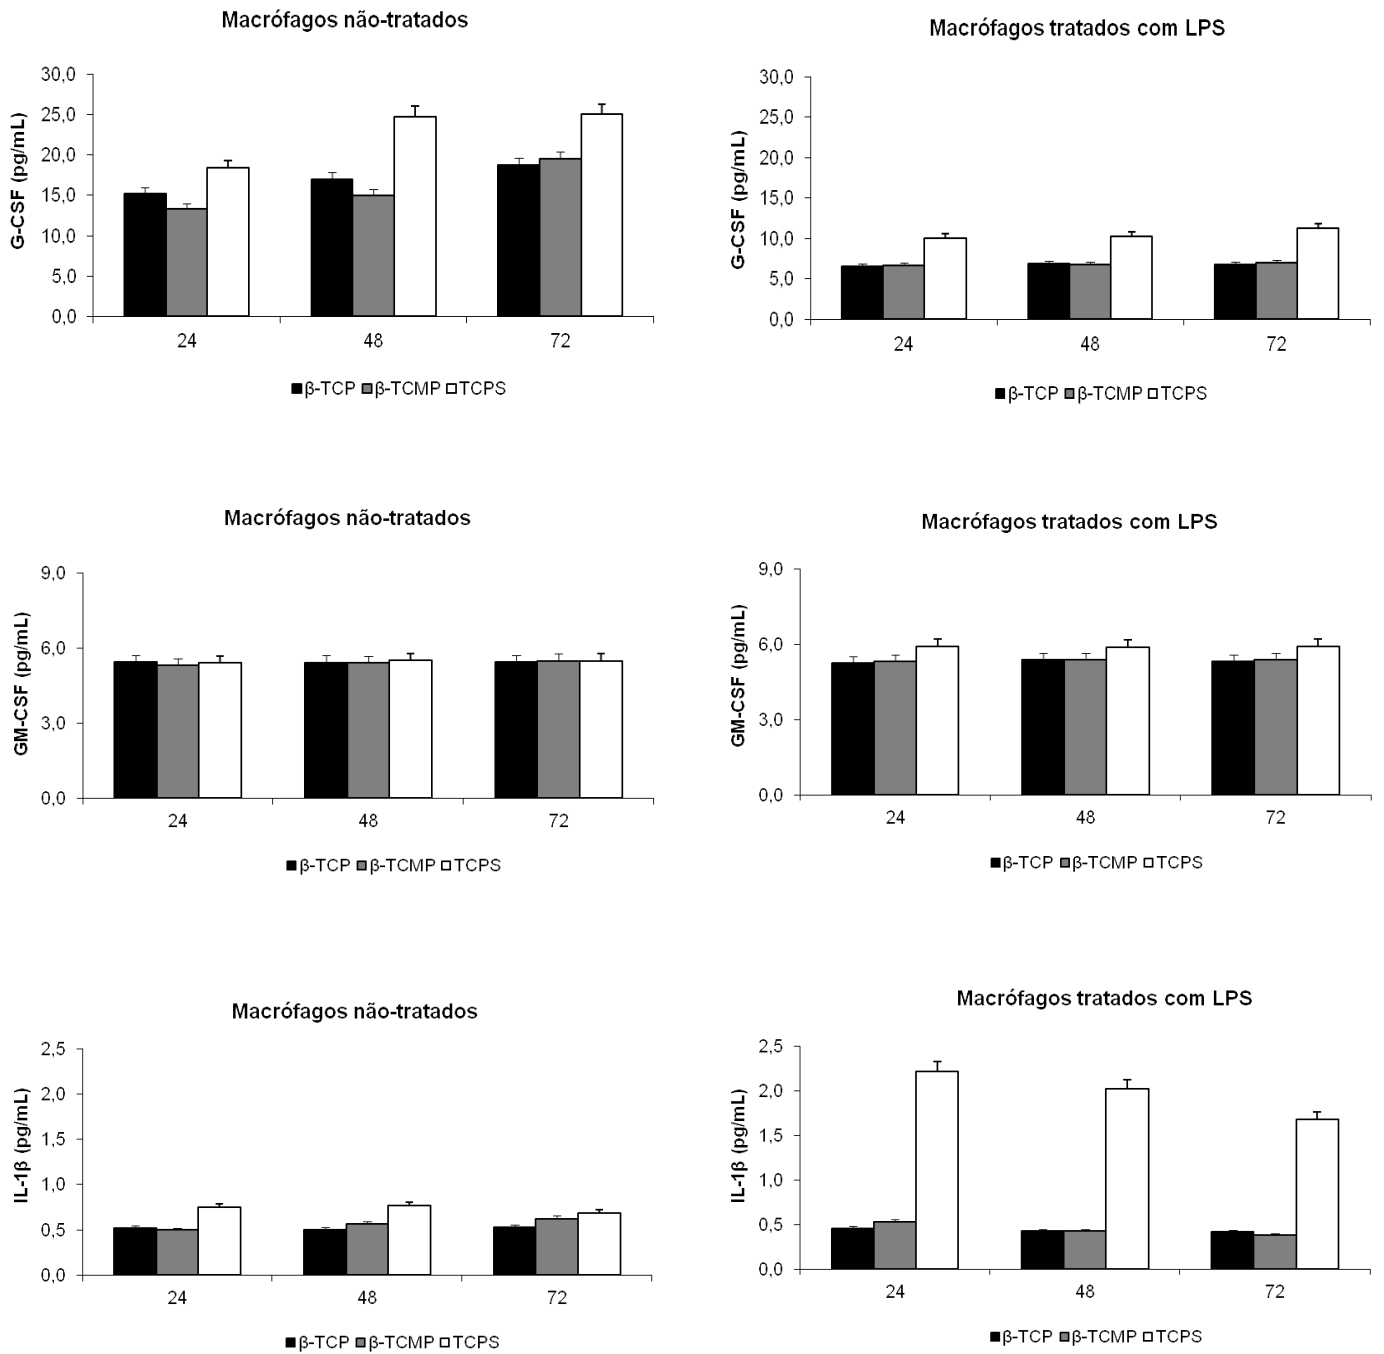 Macrófagos não-tratados
G-CSF (pg/mL)
30,0
25,0
20,0
15,0
10,0
5,0
0,0
24 48 72
β-TCP β-TCMP TCPS
Macrófagos tratados com LPS
G-CSF (pg/mL)
30,0
25,0
20,0
15,0
10,0
5,0
0,0
24 48 72
β-TCP β-TCMP TCPS
Macrófagos não-tratados
GM-CSF (pg/mL)
9,0
6,0
3,0
0,0
24 48 72
β-TCP β-TCMP TCPS
Macrófagos tratados com LPS
GM-CSF (pg/mL)
9,0
6,0
3,0
0,0
24 48 72
β-TCP β-TCMP TCPS
Macrófagos não-tratados
IL-1β (pg/mL)
2,5
2,0
1,5
1,0
0,5
0,0
24 48 72
β-TCP β-TCMP TCPS
Macrófagos tratados com LPS
IL-1β (pg/mL)
2,5
2,0
1,5
1,0
0,5
0,0
24 48 72
β-TCP β-TCMP TCPS